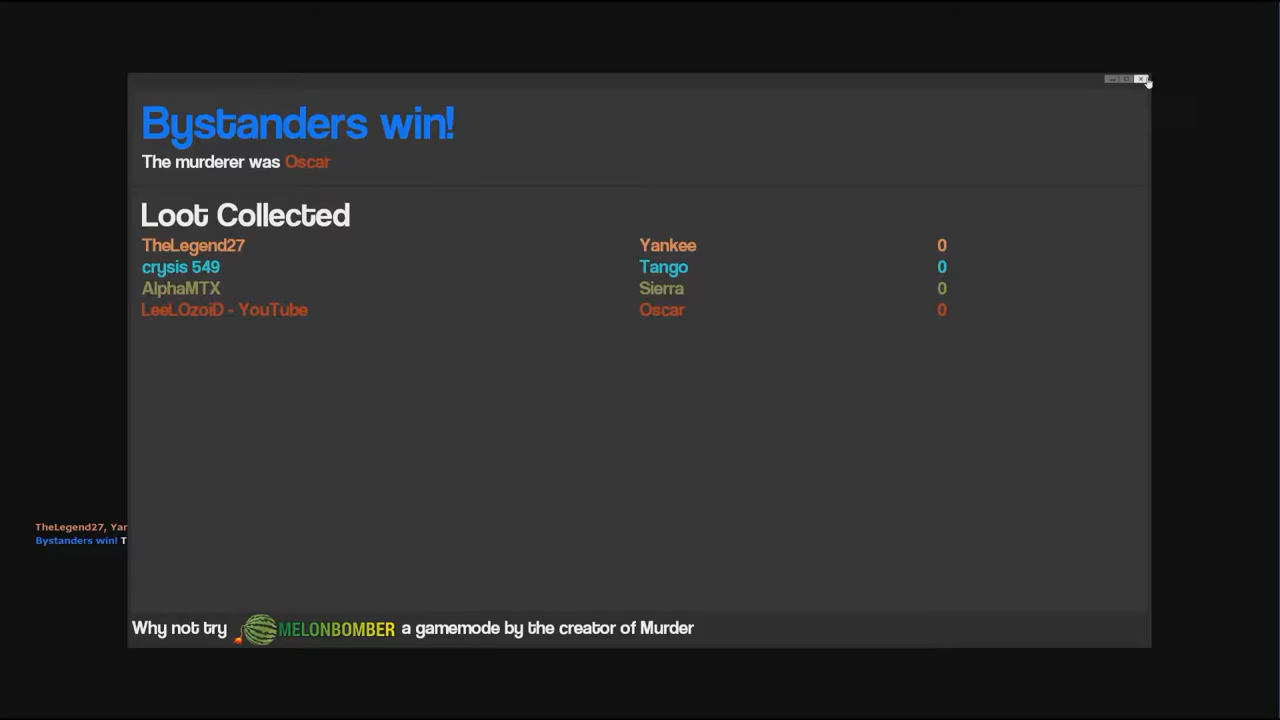 Bystanders win!
The murderer was Oscar
Loot Collected
TheLegend27 Yankee 0
crysis 549 Tango 0
AlphaMTX Sierra 0
LeeLOzoiD - YouTube Oscar 0
TheLegend27, Yar
Bystanders win! T
Why not try MELONBOMBER a gamemode by the creator of Murder